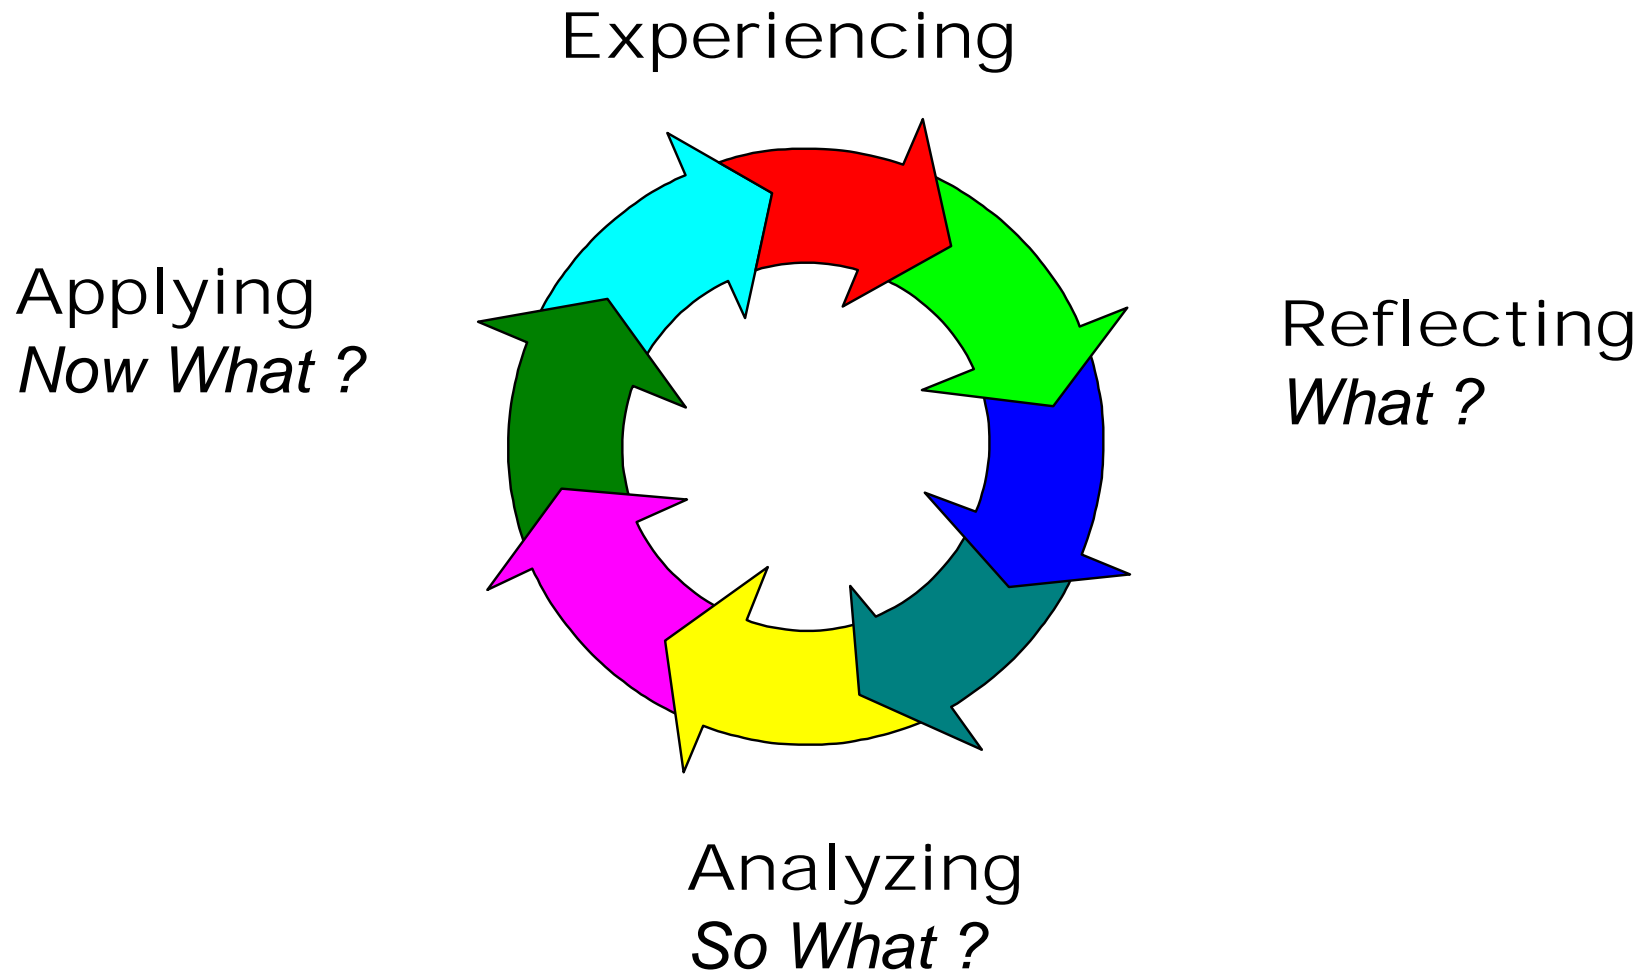 Experiencing
Applying
Now What ?
Reflecting
What ?
Analyzing
So What ?